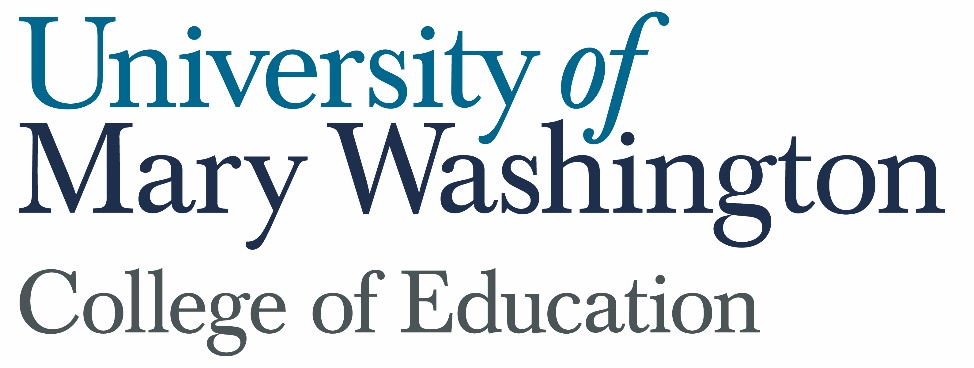 University of
Mary Washington
College of Education